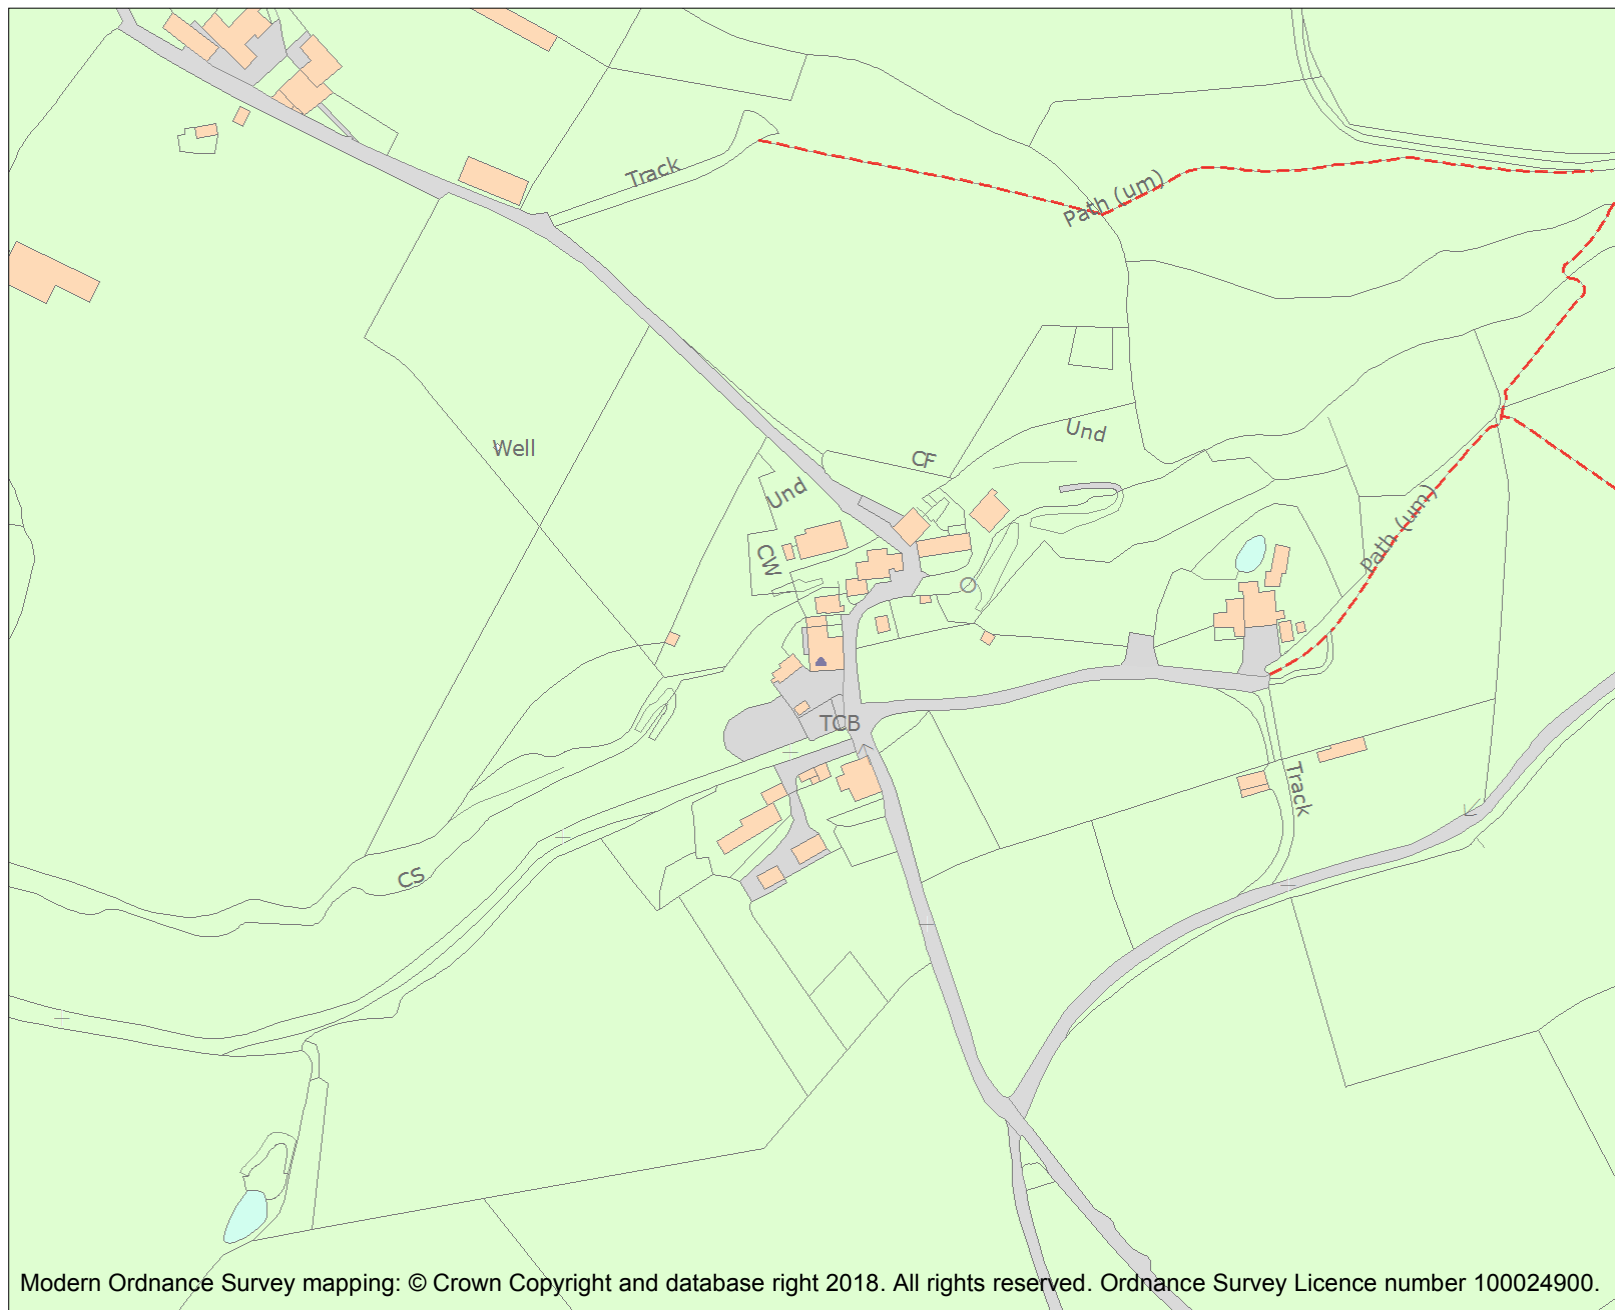 Track
Path (um)
Und
Well
CF
Und
Path (um)
CW
TCB
Track
CS
Modern Ordnance Survey mapping: © Crown Copyright and database right 2018. All rights reserved. Ordnance Survey Licence number 100024900.